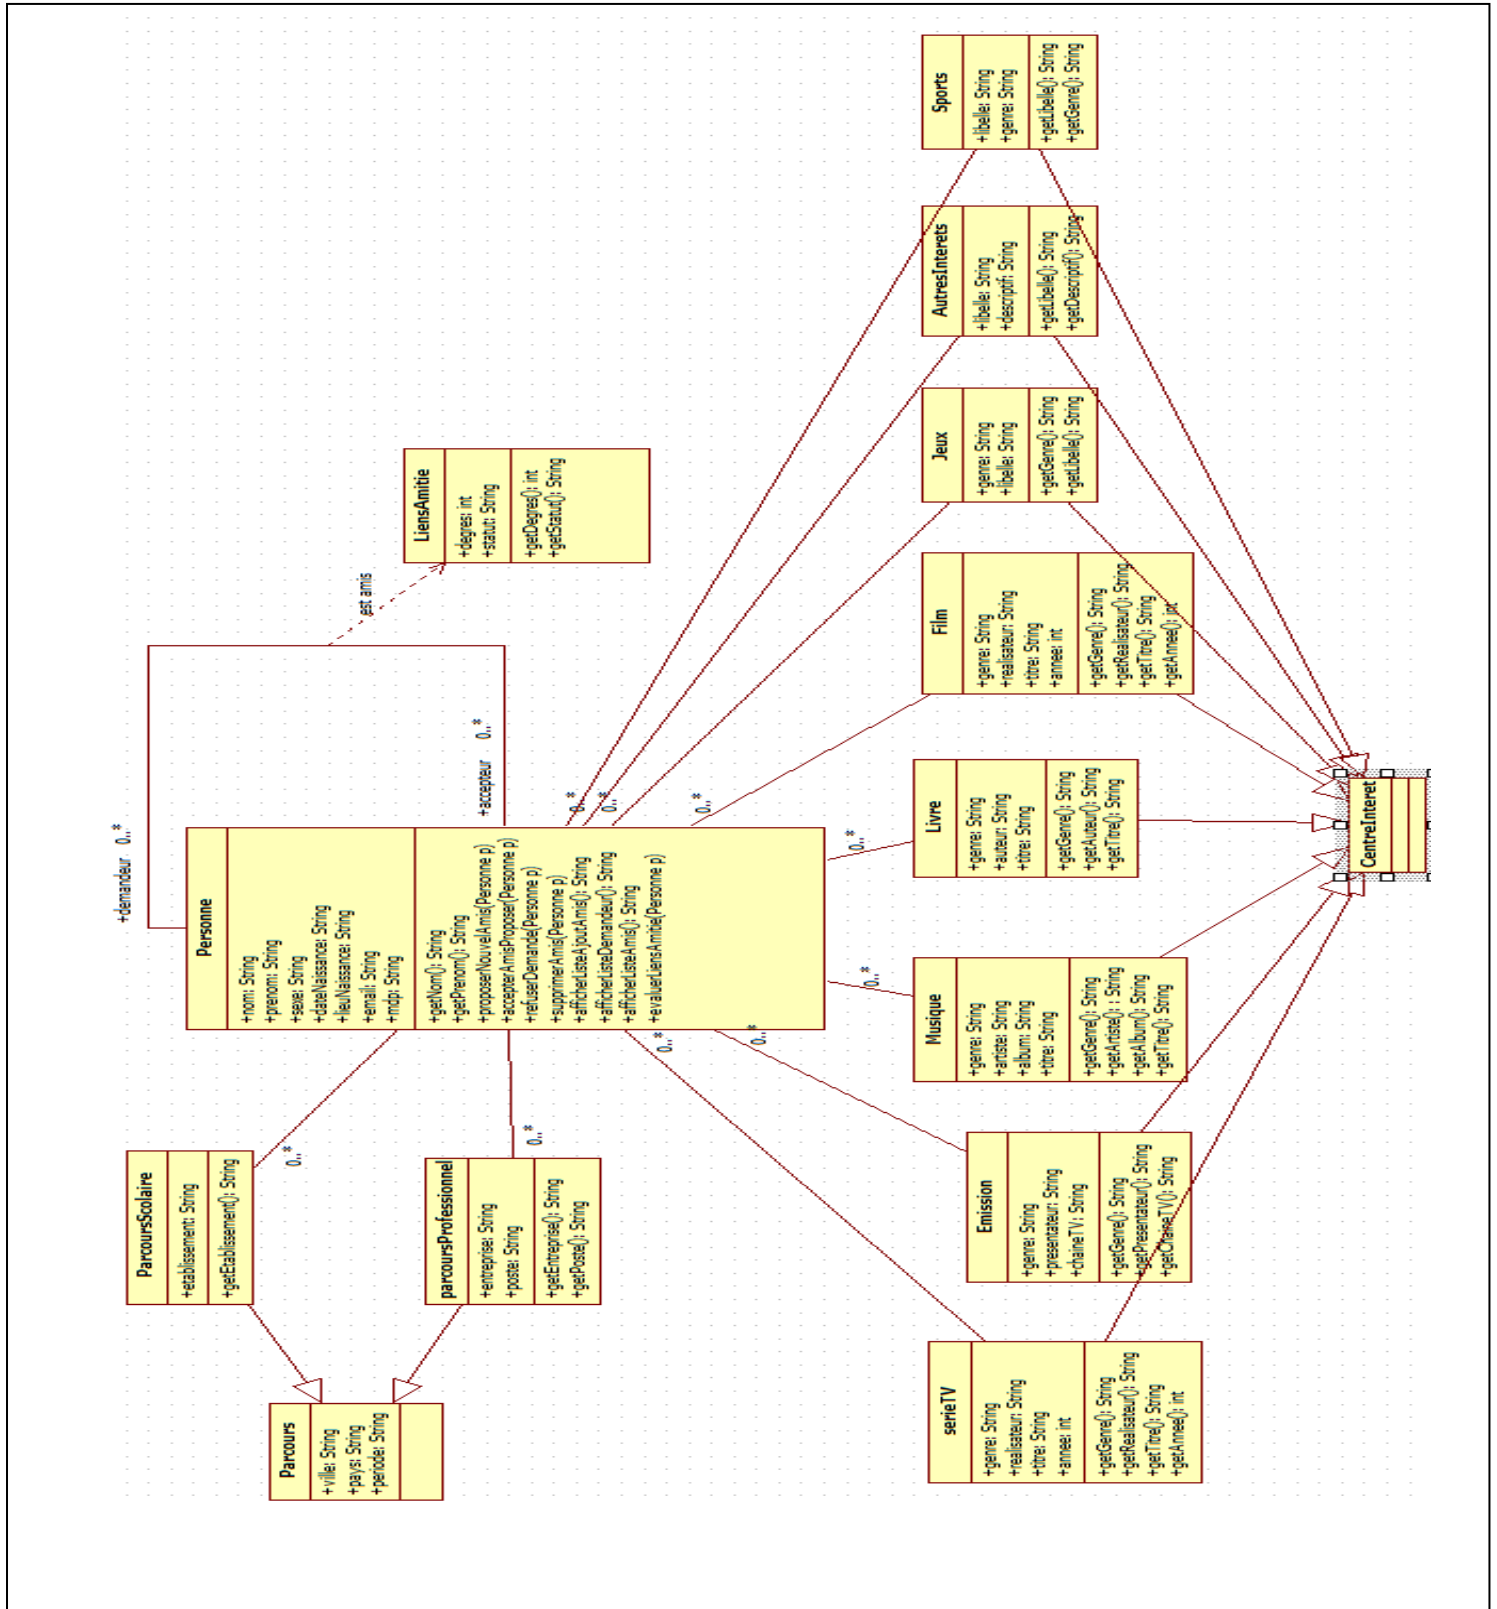 Parcours
+ville: String
+pays: String
+periode: String
ParcoursScolaire
+etablissement: String
+getEtablissement(): String
0..*
parcoursProfessionnel
+entreprise: String
+poste: String
+getEntreprise(): String
+getPoste(): String
0..*
Personne
+nom: String
+prenom: String
+sexe: String
+dateNaissance: String
+lieuNaissance: String
+email: String
+mdp: String
+getNom(): String
+getPrenom(): String
+proposerNouvelAmis(Personne p)
+accepterAmisProposer(Personne p)
+refuserDemande(Personne p)
+supprimerAmis(Personne p)
+afficherListeAjoutAmis(): String
+afficherListeDemandeur(): String
+afficherListeAmis(): String
+evaluerLiensAmitie(Personne p)
+demandeur 0..*
+accepteur 0..*
est amis
LiensAmitie
+degres: int
+statut: String
+getDegres(): int
+getStatut(): String
0..*
0..*
0..*
0..*
0..*
0..*
0..*
serieTV
+genre: String
+realisateur: String
+titre: String
+annee: int
+getGenre(): String
+getRealisateur(): String
+getTitre(): String
+getAnnee(): int
Emission
+genre: String
+presentateur: String
+chaineTV: String
+getGenre(): String
+getPresentateur(): String
+getChaineTV(): String
Musique
+genre: String
+artiste: String
+album: String
+titre: String
+getGenre(): String
+getArtiste() : String
+getAlbum(): String
+getTitre(): String
Livre
+genre: String
+auteur: String
+titre: String
+getGenre(): String
+getAuteur(): String
+getTitre(): String
Film
+genre: String
+realisateur: String
+titre: String
+annee: int
+getGenre(): String
+getRealisateur(): String
+getTitre(): String
+getAnnee(): int
Jeux
+genre: String
+libelle: String
+getGenre(): String
+getLibelle(): String
AutresInterets
+libelle: String
+descriptif: String
+getLibelle(): String
+getDescriptif(): String
Sports
+libelle: String
+genre: String
+getLibelle(): String
+getGenre(): String
CentreInteret